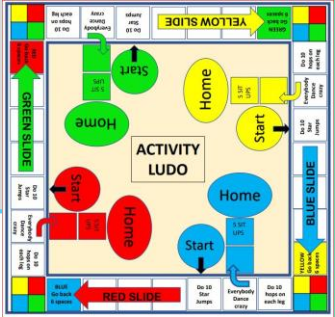 Do 10
hops on
each leg
Everybody
Dance
crazy
Do 10
Star
Jumps
YELLOW SLIDE
GREEN
Go back
6 spaces
RED
Go back
6 spaces
GREEN SLIDE
Do 10
Star
Jumps
Everybody
Dance
crazy
Do 10
hops on
each leg
Start
5 SIT
UPS
Home
Home
5 SIT
UPS
Start
ACTIVITY
LUDO
Start
5 SIT
UPS
Home
Home
5 SIT
UPS
Start
Do 10
hops on
each leg
Everybody
Dance
crazy
Do 10
Star
Jumps
BLUE SLIDE
YELLOW
Go back
6 spaces
BLUE
Go back
6 spaces
RED SLIDE
Do 10
Star
Jumps
Everybody
Dance
crazy
Do 10
hops on
each leg